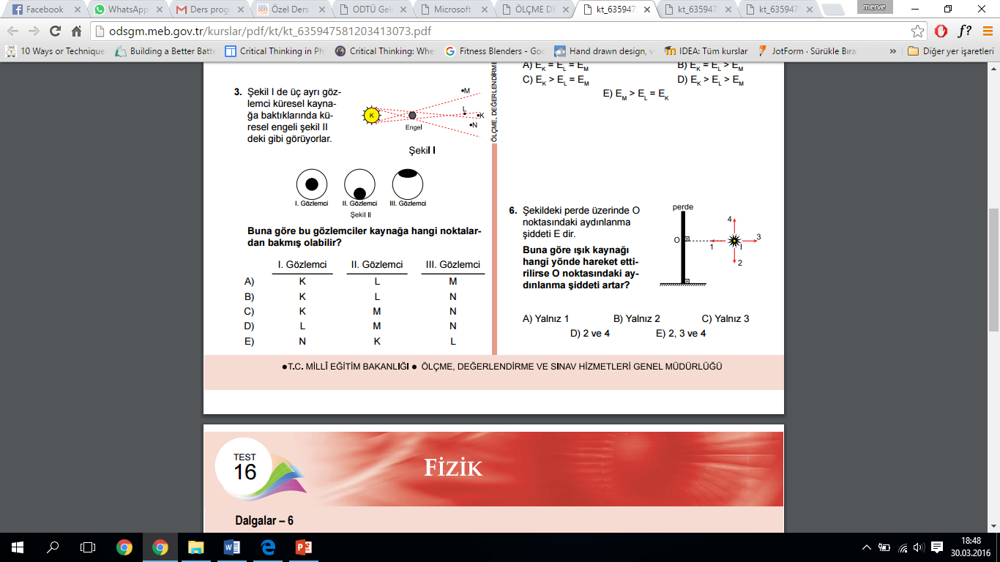 Facebook
WhatsApp
Ders prog
Özel Ders
ODTÜ Geli
Microsoft
ÖLÇME DE
kt_635947
kt_635947
kt_635947
merve
odsgm.meb.gov.tr/kurslar/pdf/kt/kt_635947581203413073.pdf
10 Ways or Technique
Building a Better Batt
Critical Thinking in Ph
Critical Thinking: Whe
Fitness Blenders - Goo
Hand drawn design, v
IDEA: Tüm kurslar
JotForm · Sürükle Bıra
»
Diğer yer işaretleri
3. Şekil I de üç ayrı göz-
lemci küresel kayna-
ğa baktıklarında kü-
resel engeli şekil II
deki gibi görüyorlar.
K
Engel
M
L
K
N
Şekil I
I. Gözlemci II. Gözlemci III. Gözlemci
Şekil II
Buna göre bu gözlemciler kaynağa hangi noktalar-
dan bakmış olabilir?
I. Gözlemci II. Gözlemci III. Gözlemci
A) K L M
B) K L N
C) K M N
D) L M N
E) N K L
ÖLÇME, DEĞERLENDİRME
A) EK = EL = EM B) EK = EL > EM
C) EK > EL = EM D) EK > EL > EM
E) EM > EL = EK
6. Şekildeki perde üzerinde O
noktasındaki aydınlanma
şiddeti E dir.
Buna göre ışık kaynağı
hangi yönde hareket etti-
rilirse O noktasındaki ay-
dınlanma şiddeti artar?
perde
O
4
3
1
I
2
A) Yalnız 1 B) Yalnız 2 C) Yalnız 3
D) 2 ve 4 E) 2, 3 ve 4
●T.C. MİLLÎ EĞİTİM BAKANLIĞI ● ÖLÇME, DEĞERLENDİRME VE SINAV HİZMETLERİ GENEL MÜDÜRLÜĞÜ
TEST
16
FİZİK
Dalgalar – 6
18:48
30.03.2016